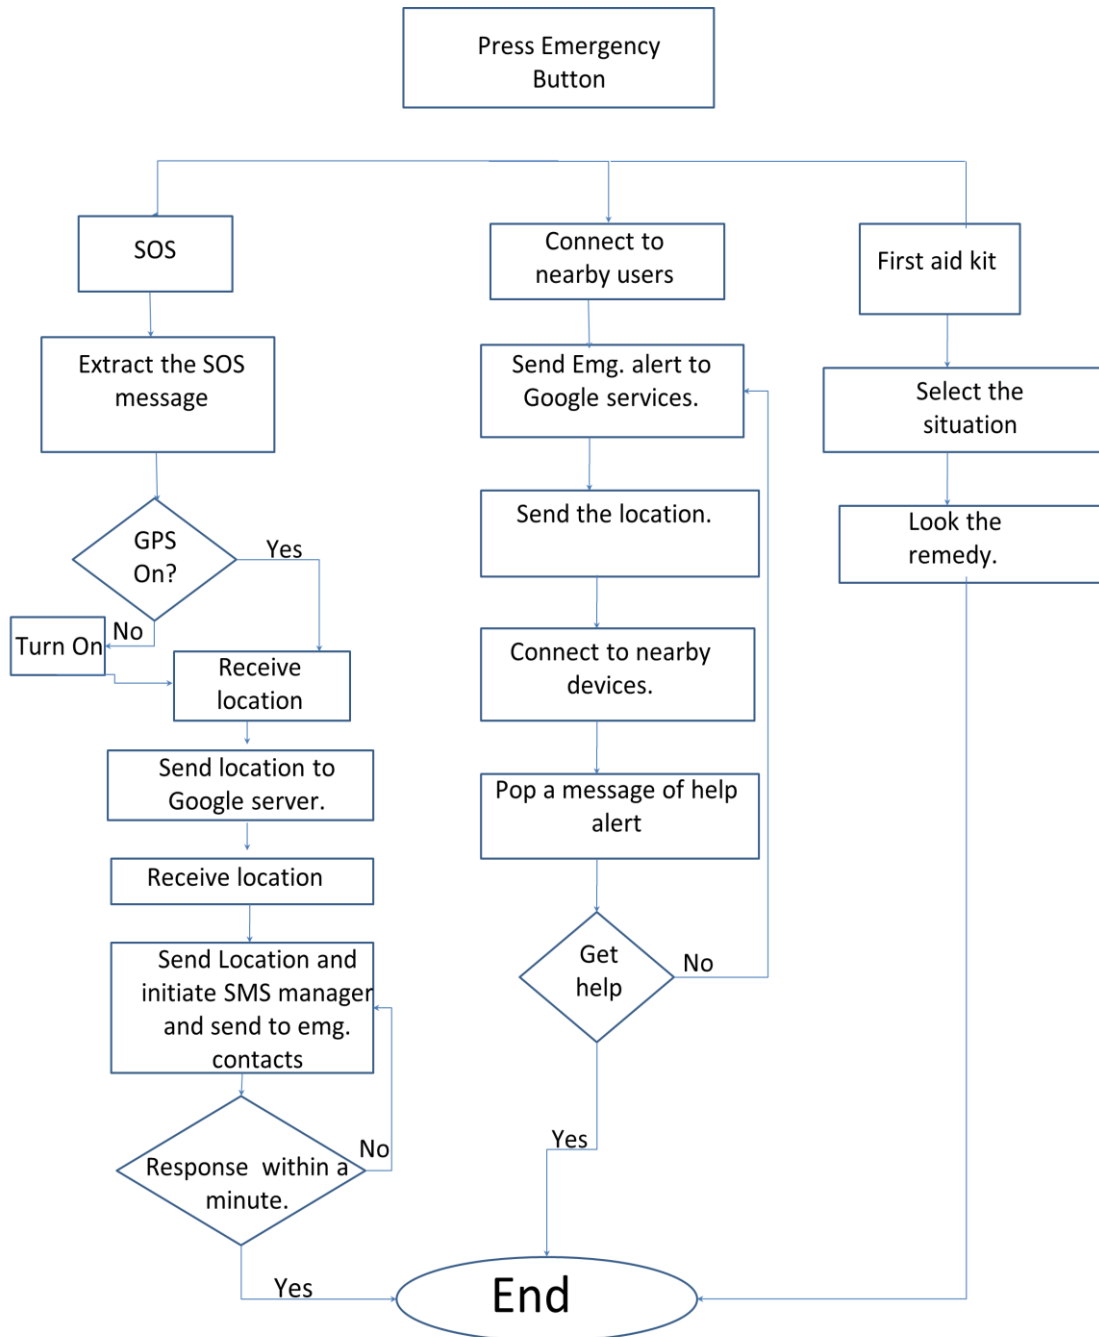 Press Emergency
Button
SOS
Extract the SOS
message
GPS
On?
Yes
No
Turn On
Receive
location
Send location to
Google server.
Receive location
Send Location and
initiate SMS manager
and send to emg.
contacts
No
Response within a
minute.
Yes
Connect to
nearby users
Send Emg. alert to
Google services.
Send the location.
Connect to nearby
devices.
Pop a message of help
alert
Get
help
No
Yes
First aid kit
Select the
situation
Look the
remedy.
End